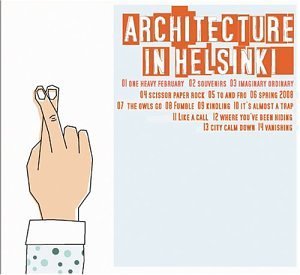 ARCHITECTURE
IN HELSINKI
01 ONE HEAVY FEBRUARY 02 SOUVENIRS 03 IMAGINARY ORDINARY
04 SCISSOR PAPER ROCK 05 TO AND FRO 06 SPRING 2008
07 THE OWLS GO 08 FUMBLE 09 KINDLING 10 IT'S ALMOST A TRAP
11 LIKE A CALL 12 WHERE YOU'VE BEEN HIDING
13 CITY CALM DOWN 14 VANISHING